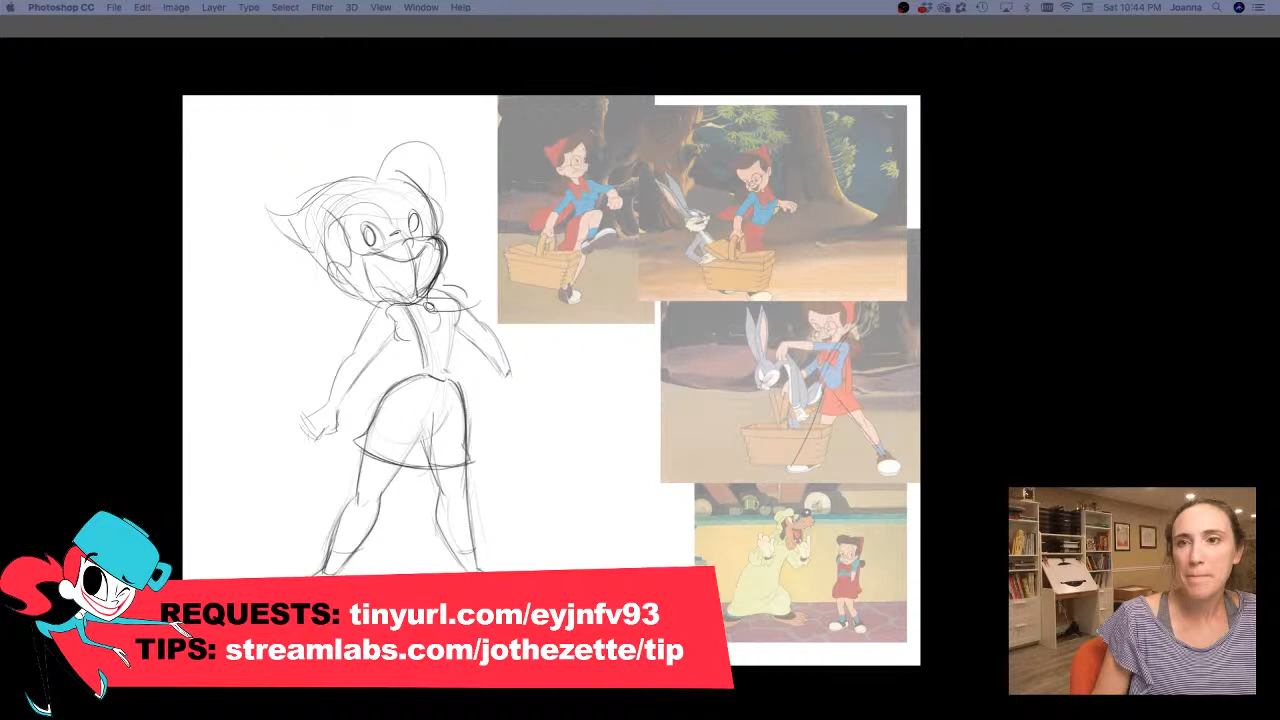 Photoshop CC File Edit Image Layer Type Select Filter 3D View Window Help Sat 10:44 PM Joanna
REQUESTS: tinyurl.com/eyjnfv93
TIPS: streamlabs.com/jothezette/tip